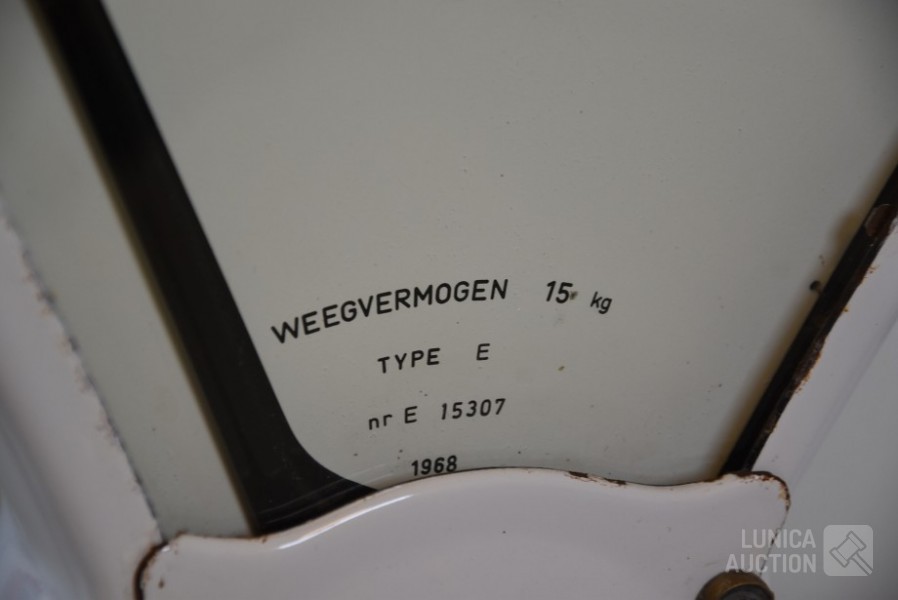 WEEGVERMOGEN 15 kg
TYPE E
nr E 15307
1968
LUNICA
AUCTION